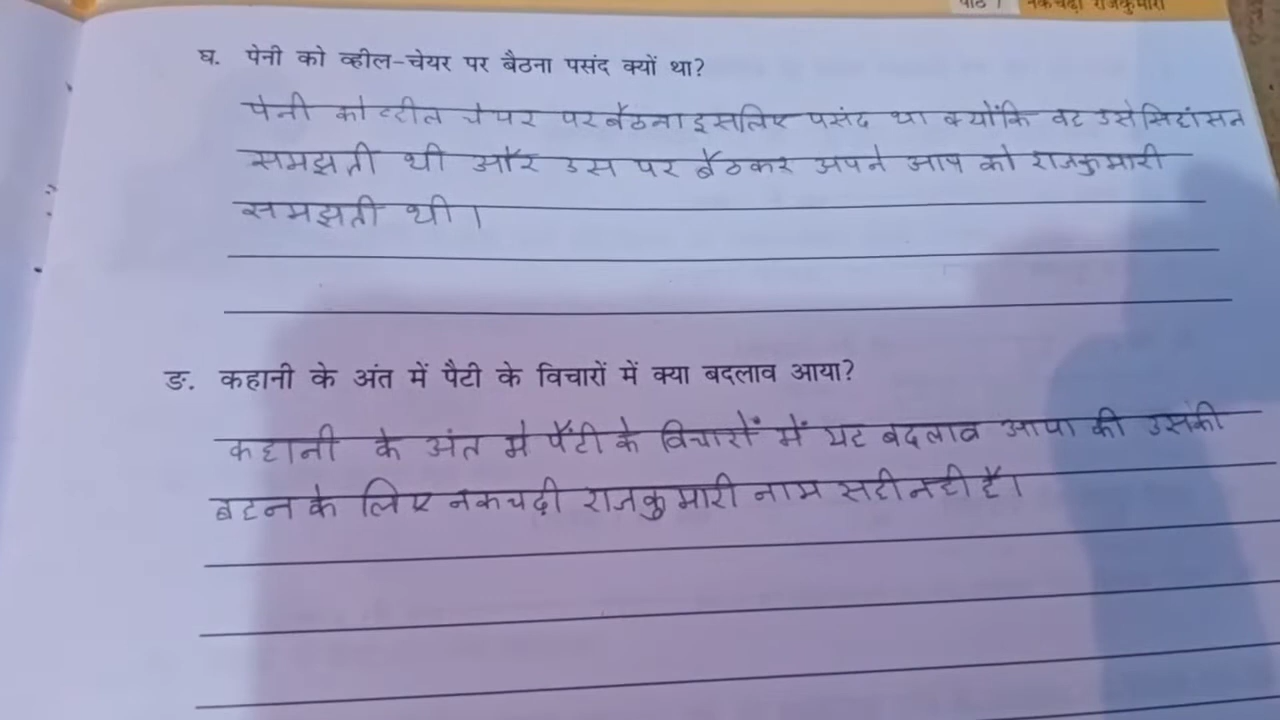 पाठ 7 नकचढ़ी राजकुमारी
घ. पेनी को व्हील-चेयर पर बैठना पसंद क्यों था?
पेनी को व्हील चेयर पर बैठना इसलिए पसंद था क्योंकि वह उसे सिहांसन
समझती थी और उस पर बैठकर अपने आप को राजकुमारी
समझती थी।
ङ. कहानी के अंत में पैटी के विचारों में क्या बदलाव आया?
कहानी के अंत मे पैंटी के विचारों में यह बदलाव आया की उसकी
बहन के लिए नकचढी राजकुमारी नाम सही नही है।